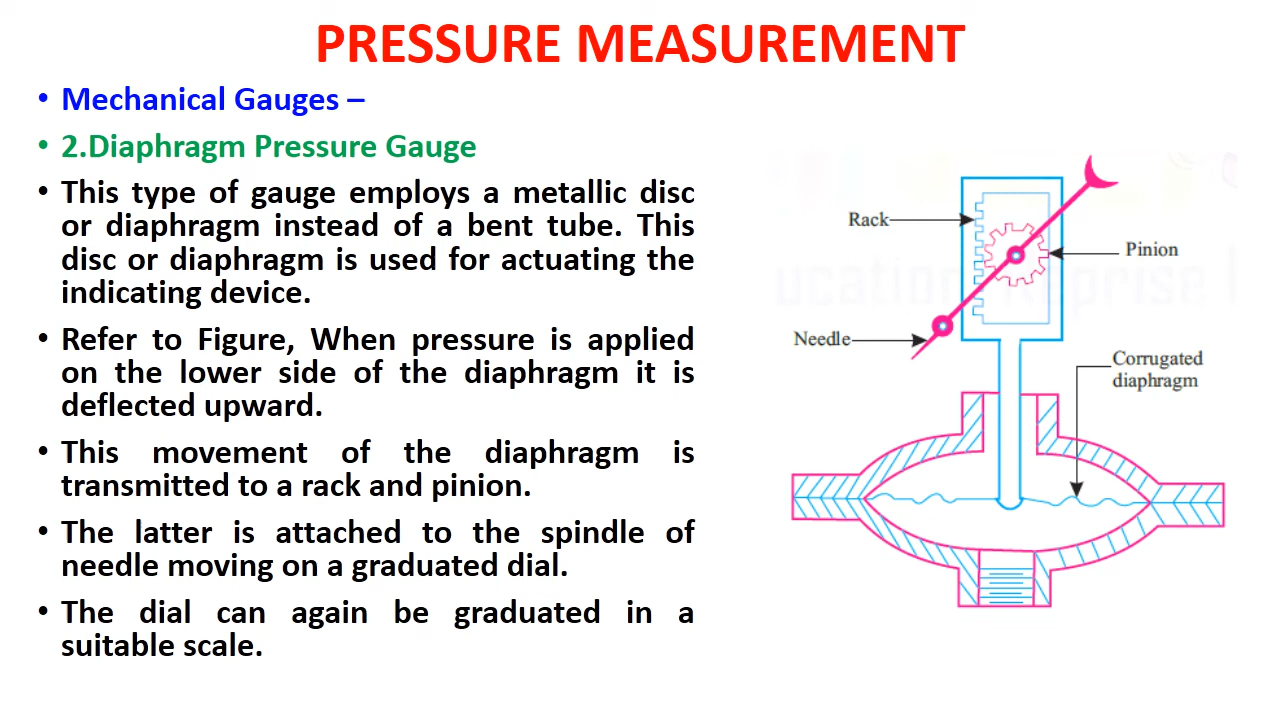 PRESSURE MEASUREMENT
• Mechanical Gauges –
• 2.Diaphragm Pressure Gauge
• This type of gauge employs a metallic disc
or diaphragm instead of a bent tube. This
disc or diaphragm is used for actuating the
indicating device.
• Refer to Figure, When pressure is applied
on the lower side of the diaphragm it is
deflected upward.
• This movement of the diaphragm is
transmitted to a rack and pinion.
• The latter is attached to the spindle of
needle moving on a graduated dial.
• The dial can again be graduated in a
suitable scale.
Rack
Pinion
Needle
Corrugated
diaphragm